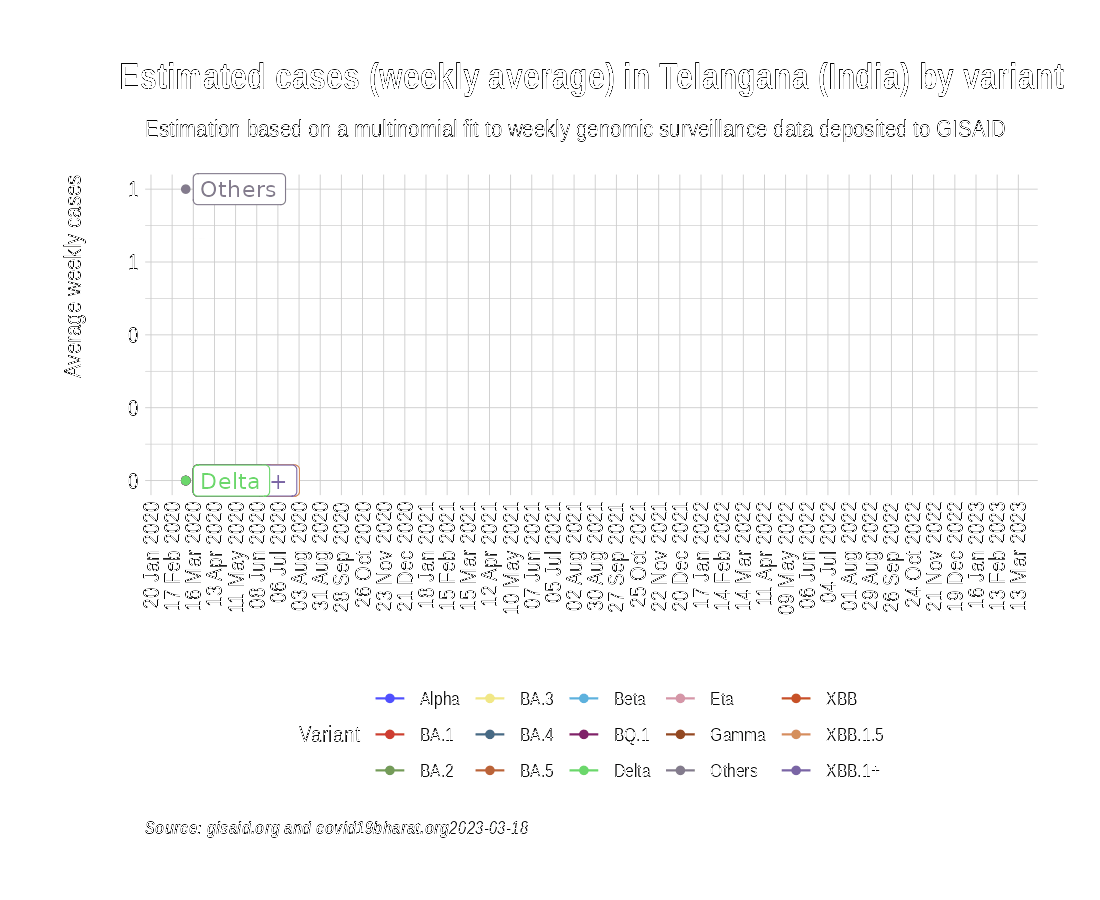 Estimated cases (weekly average) in Telangana (India) by variant
Estimation based on a multinomial fit to weekly genomic surveillance data deposited to GISAID
Average weekly cases
1
1
0
0
0
Others
Delta
+
20 Jan 2020
17 Feb 2020
16 Mar 2020
13 Apr 2020
11 May 2020
08 Jun 2020
06 Jul 2020
03 Aug 2020
31 Aug 2020
28 Sep 2020
26 Oct 2020
23 Nov 2020
21 Dec 2020
18 Jan 2021
15 Feb 2021
15 Mar 2021
12 Apr 2021
10 May 2021
07 Jun 2021
05 Jul 2021
02 Aug 2021
30 Aug 2021
27 Sep 2021
25 Oct 2021
22 Nov 2021
20 Dec 2021
17 Jan 2022
14 Feb 2022
14 Mar 2022
11 Apr 2022
09 May 2022
06 Jun 2022
04 Jul 2022
01 Aug 2022
29 Aug 2022
26 Sep 2022
24 Oct 2022
21 Nov 2022
19 Dec 2022
16 Jan 2023
13 Feb 2023
13 Mar 2023
Variant
Alpha BA.3 Beta Eta XBB
BA.1 BA.4 BQ.1 Gamma XBB.1.5
BA.2 BA.5 Delta Others XBB.1+
Source: gisaid.org and covid19bharat.org2023-03-18